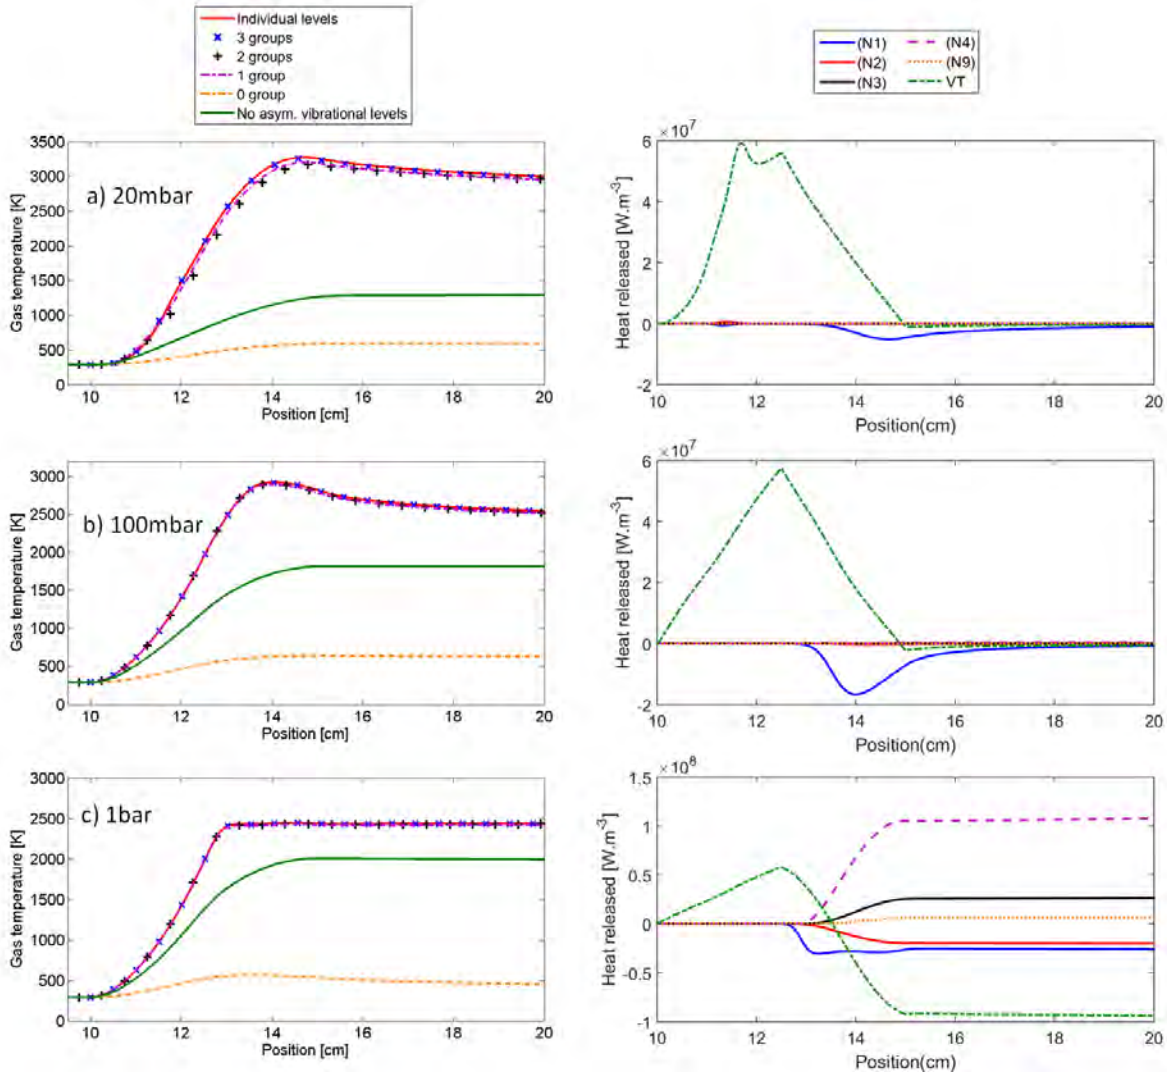 Individual levels
3 groups
2 groups
1 group
0 group
No asym. vibrational levels
(N1) (N4)
(N2) (N9)
(N3) VT
a) 20mbar
Gas temperature [K]
3500
3000
2500
2000
1500
1000
500
0
10 12 14 16 18 20
Position [cm]
×10⁷
Heat released [W.m⁻³]
6
4
2
0
-2
10 12 14 16 18 20
Position(cm)
b) 100mbar
Gas temperature [K]
3000
2500
2000
1500
1000
500
0
10 12 14 16 18 20
Position [cm]
×10⁷
Heat released [W.m⁻³]
6
4
2
0
-2
10 12 14 16 18 20
Position(cm)
c) 1bar
Gas temperature [K]
3000
2500
2000
1500
1000
500
0
10 12 14 16 18 20
Position [cm]
×10⁸
Heat released [W.m⁻³]
1.5
1
0.5
0
-0.5
-1
10 12 14 16 18 20
Position(cm)